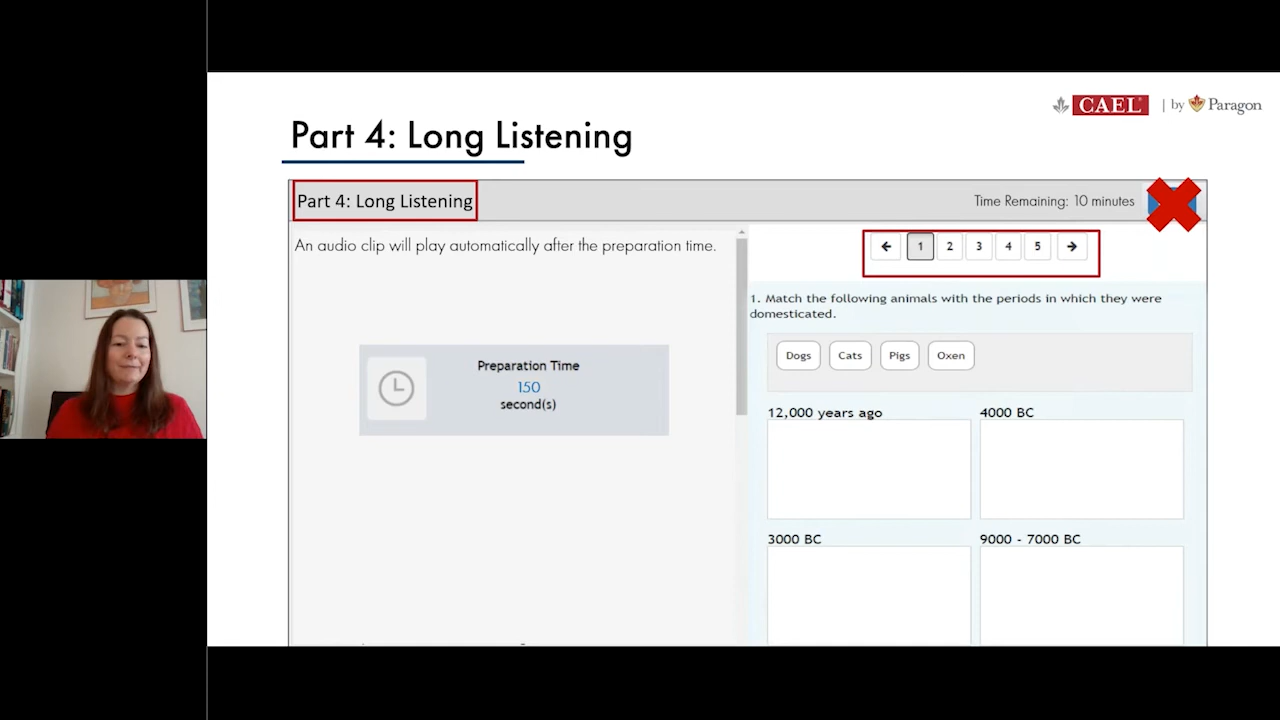 CAEL | by Paragon
Part 4: Long Listening
Part 4: Long Listening
Time Remaining: 10 minutes
An audio clip will play automatically after the preparation time.
Preparation Time
150
second(s)
← 1 2 3 4 5 →
1. Match the following animals with the periods in which they were
domesticated.
Dogs Cats Pigs Oxen
12,000 years ago
4000 BC
3000 BC
9000 - 7000 BC